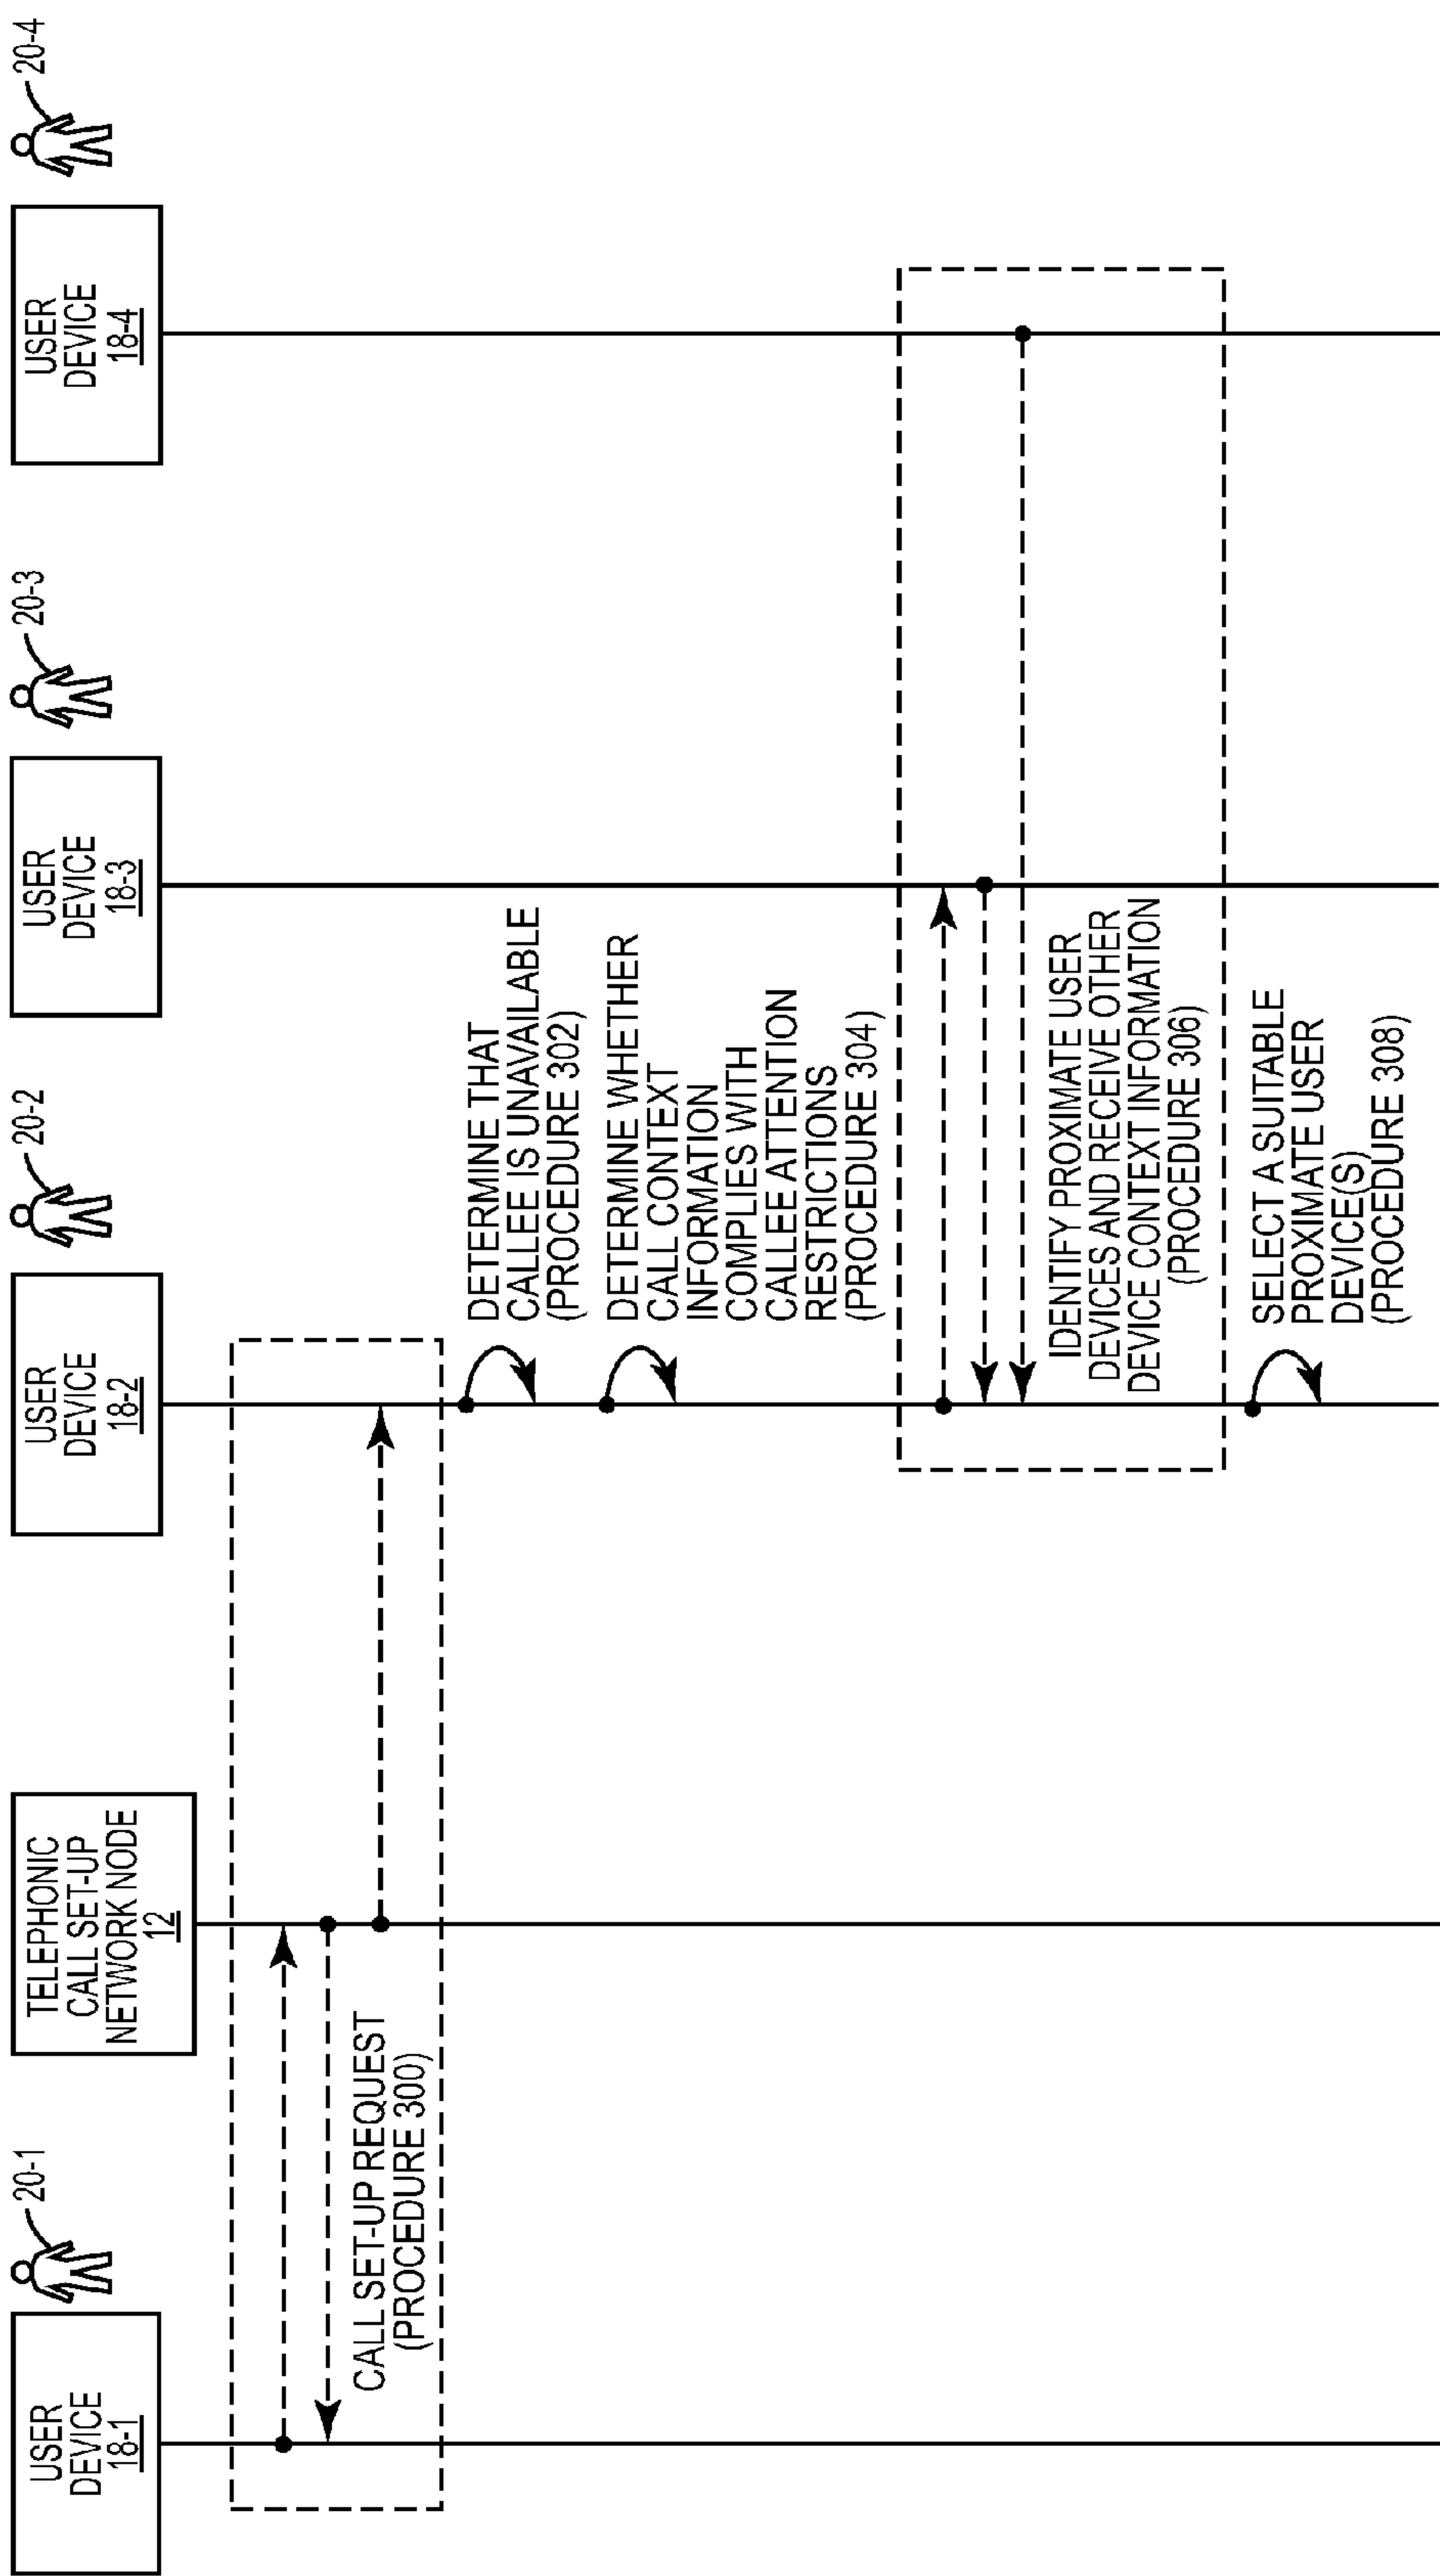 USER
DEVICE
18-1
20-1
TELEPHONIC
CALL SET-UP
NETWORK NODE
12
USER
DEVICE
18-2
20-2
USER
DEVICE
18-3
20-3
USER
DEVICE
18-4
20-4
CALL SET-UP REQUEST
(PROCEDURE 300)
DETERMINE THAT
CALLEE IS UNAVAILABLE
(PROCEDURE 302)
DETERMINE WHETHER
CALL CONTEXT
INFORMATION
COMPLIES WITH
CALLEE ATTENTION
RESTRICTIONS
(PROCEDURE 304)
IDENTIFY PROXIMATE USER
DEVICES AND RECEIVE OTHER
DEVICE CONTEXT INFORMATION
(PROCEDURE 306)
SELECT A SUITABLE
PROXIMATE USER
DEVICE(S)
(PROCEDURE 308)